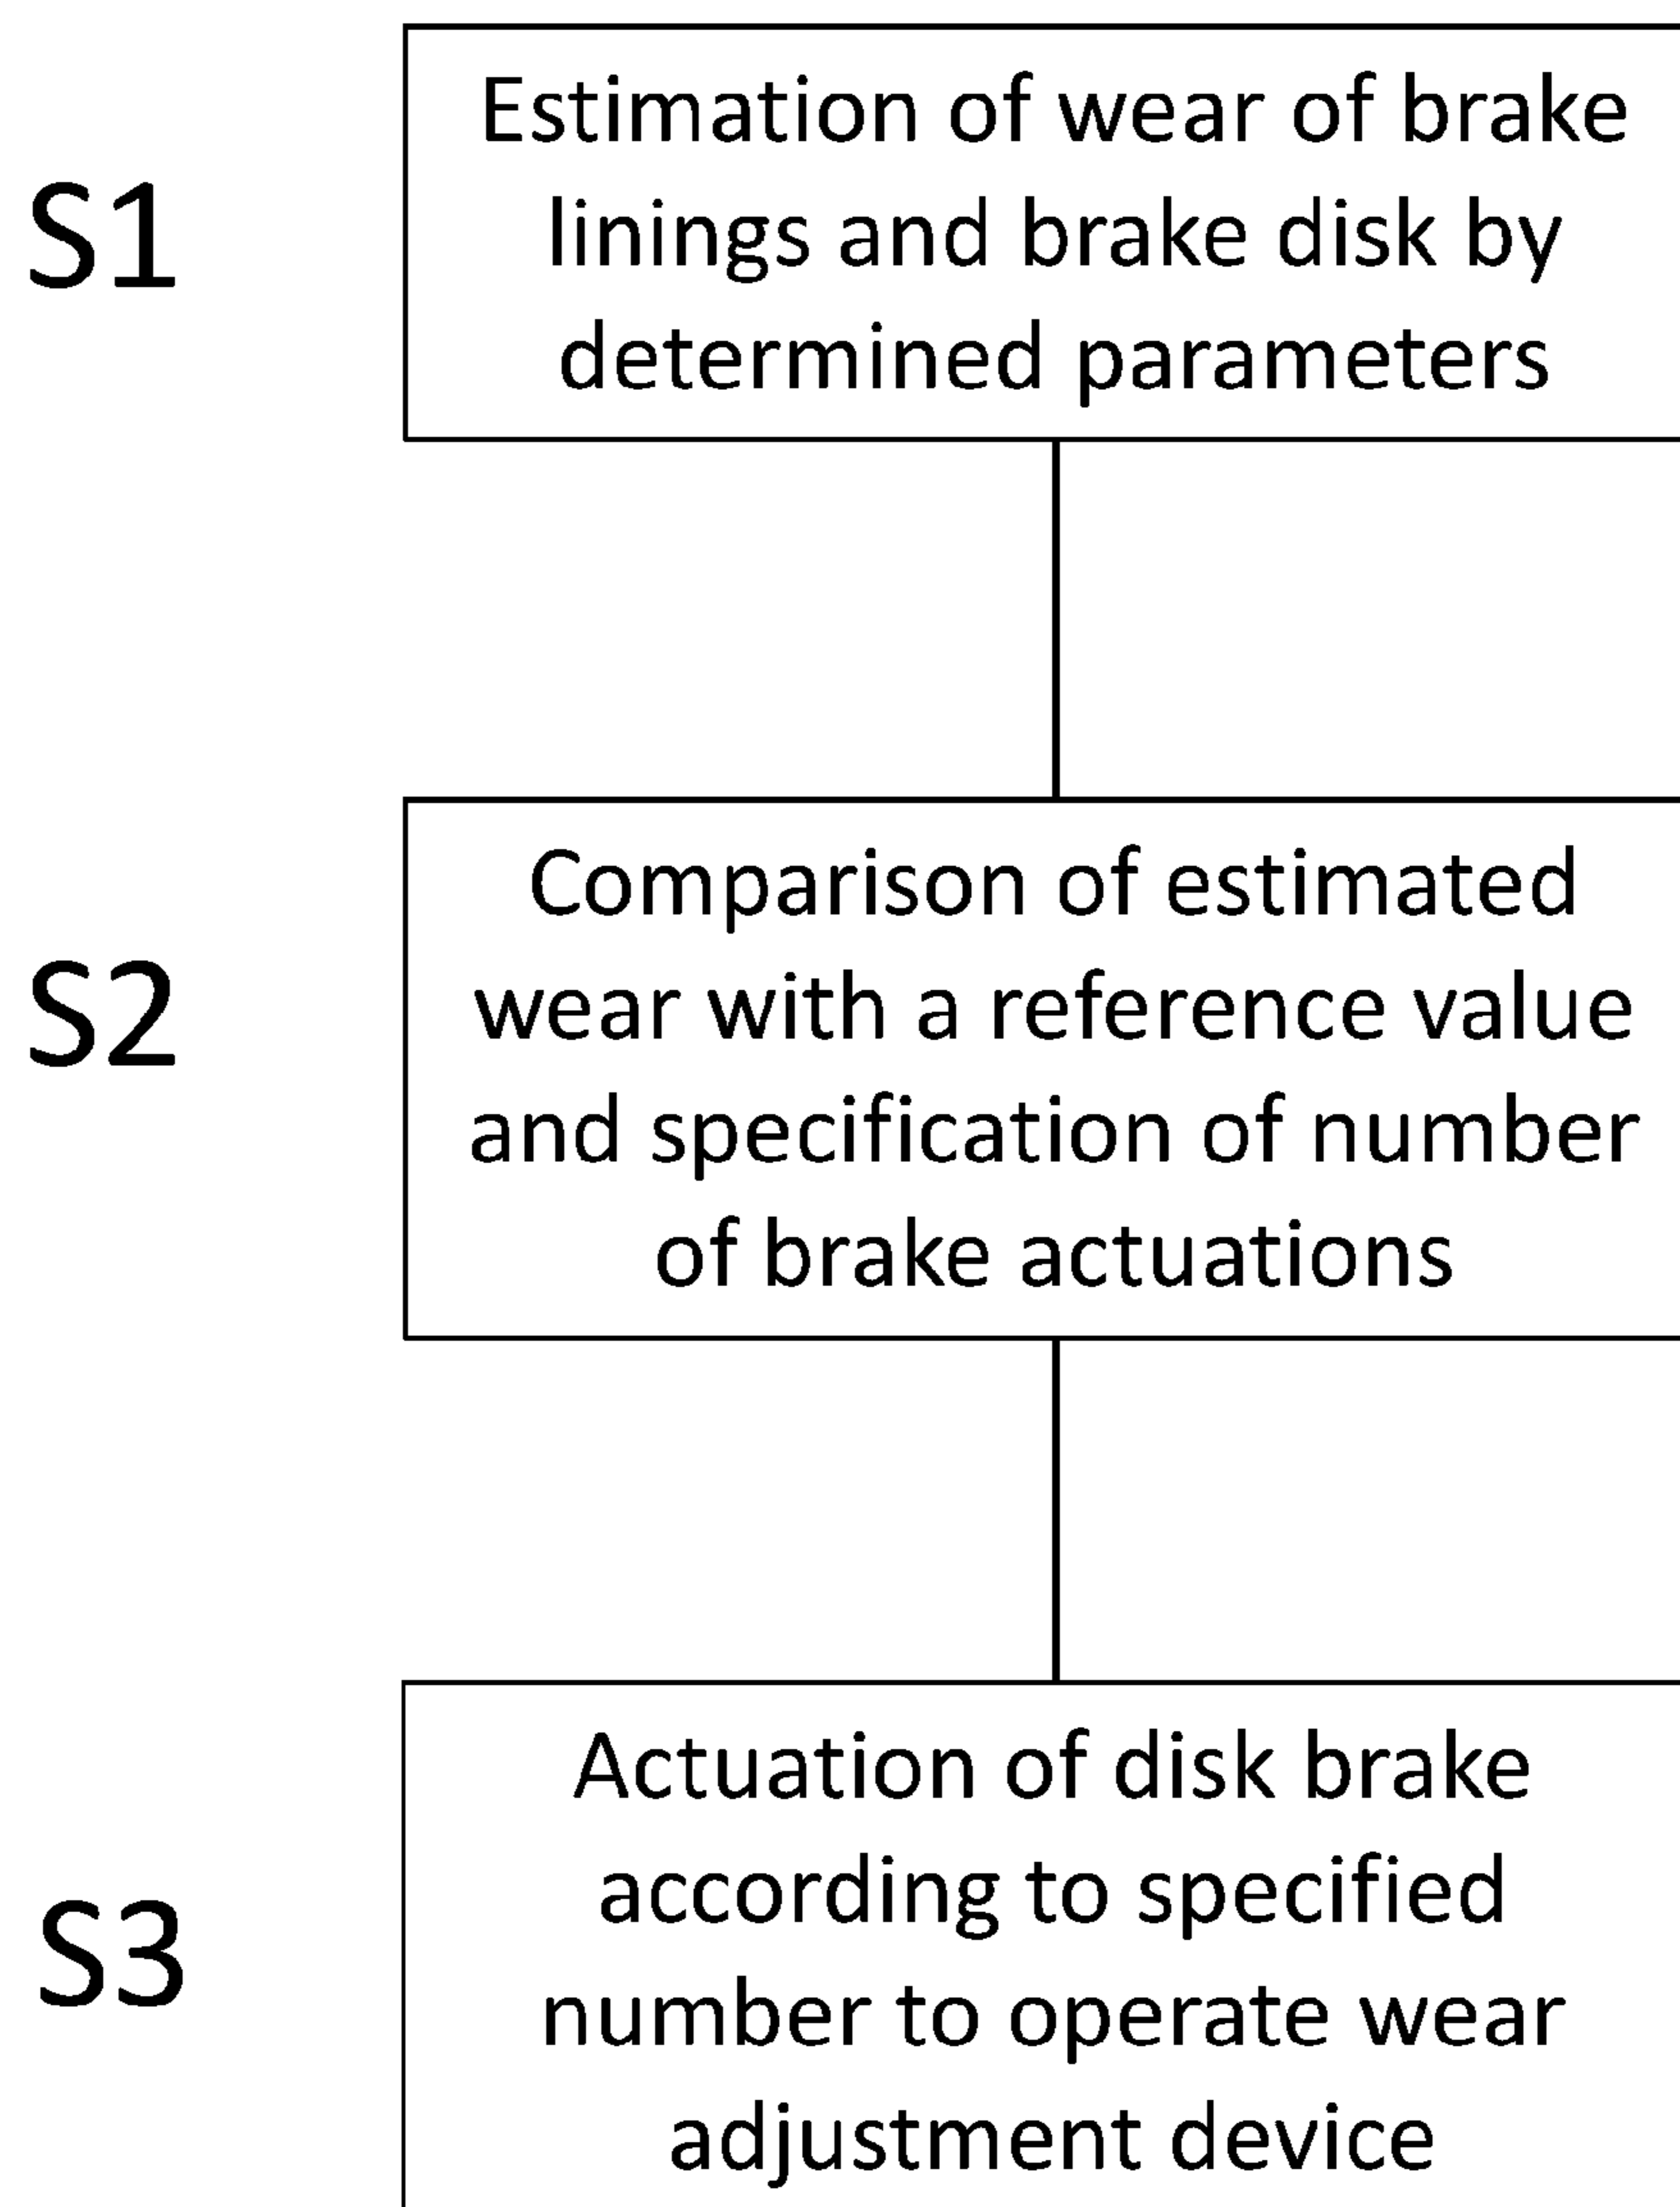 S1
Estimation of wear of brake
linings and brake disk by
determined parameters
S2
Comparison of estimated
wear with a reference value
and specification of number
of brake actuations
S3
Actuation of disk brake
according to specified
number to operate wear
adjustment device